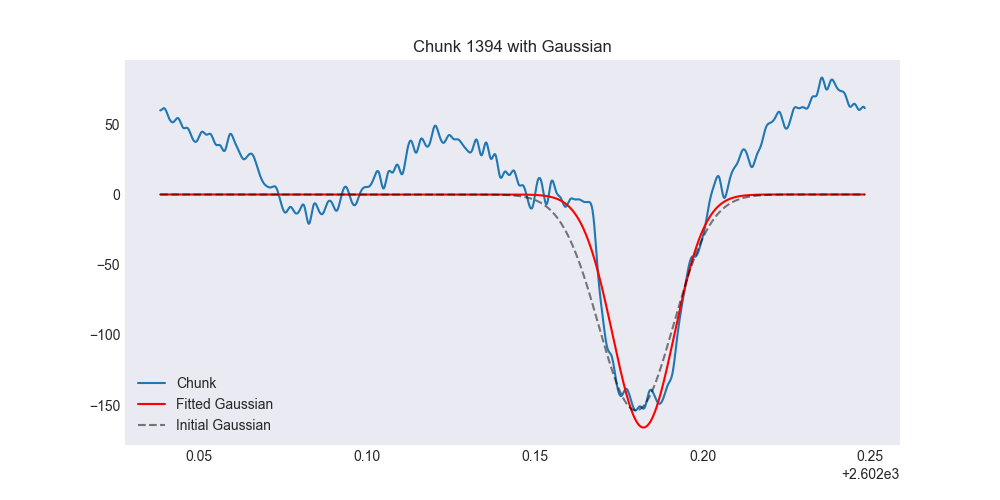 Chunk 1394 with Gaussian
50
0
−50
−100
−150
Chunk
Fitted Gaussian
Initial Gaussian
0.05 0.10 0.15 0.20 0.25
+2.602e3